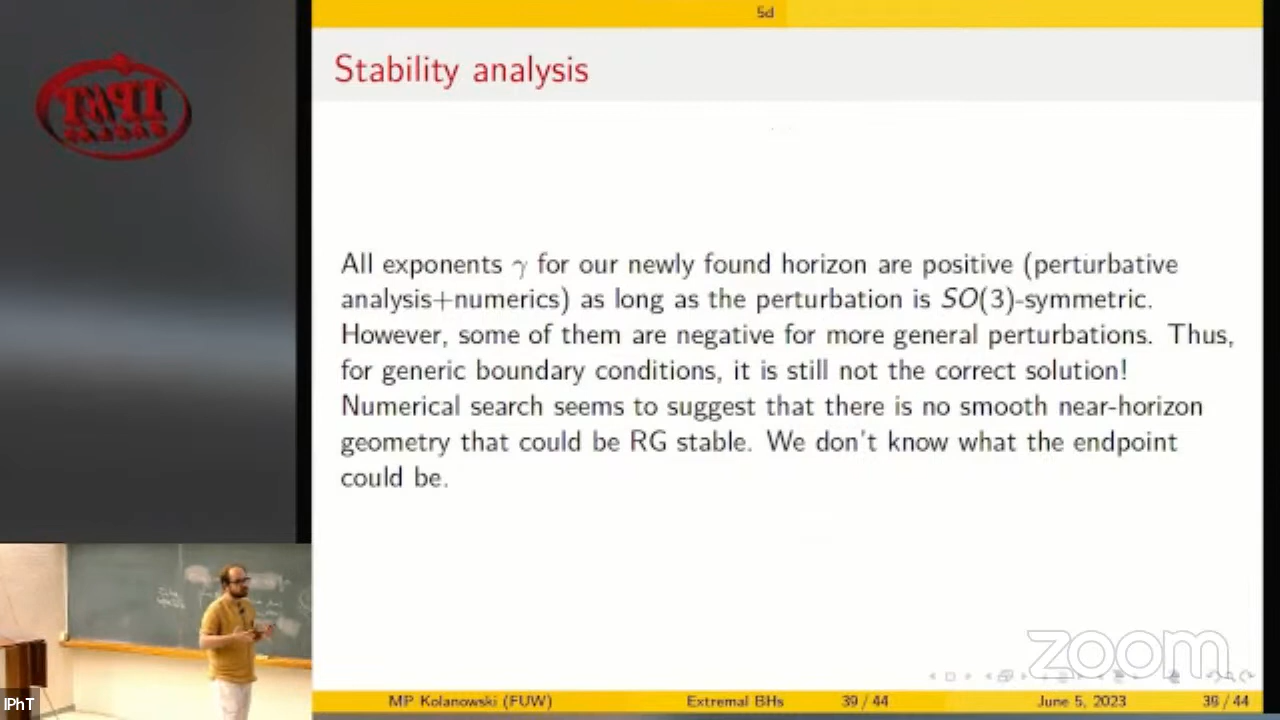 5d
Stability analysis
All exponents γ for our newly found horizon are positive (perturbative
analysis+numerics) as long as the perturbation is SO(3)-symmetric.
However, some of them are negative for more general perturbations. Thus,
for generic boundary conditions, it is still not the correct solution!
Numerical search seems to suggest that there is no smooth near-horizon
geometry that could be RG stable. We don't know what the endpoint
could be.
zoom
IPhT
MP Kolanowski (FUW) Extremal BHs 39 / 44 June 5, 2023 39 / 44